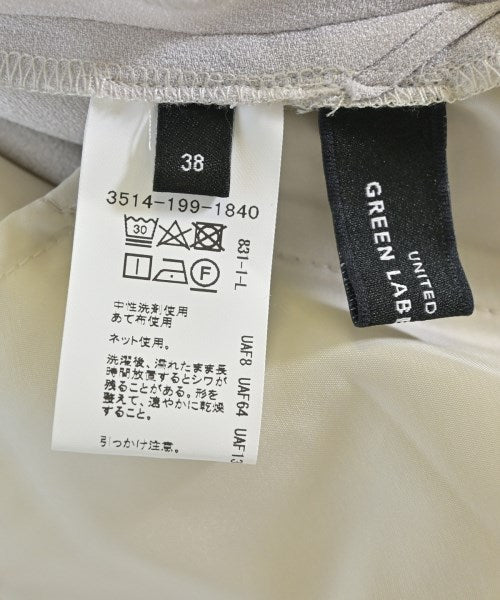 38
3514-199-1840
30
F
831-I-L
中性洗剤使用
あて布使用
ネット使用。
洗濯後、濡れたまま長
時間放置するとシワが
残ることがある。形を
整えて、速やかに乾燥
すること。
引っかけ注意。
UAF8 UAF64 UAF13
UNITED
GREEN LAB